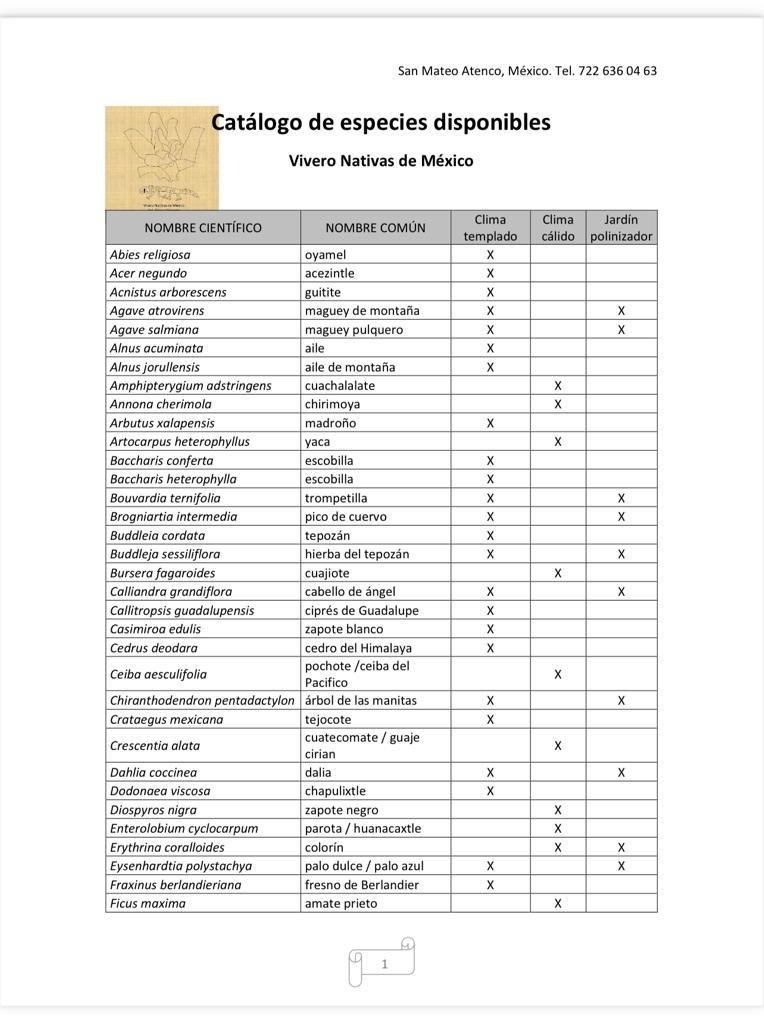 San Mateo Atenco, México. Tel. 722 636 04 63
Catálogo de especies disponibles
Vivero Nativas de México
NOMBRE CIENTÍFICO NOMBRE COMÚN Clima templado Clima cálido Jardín polinizador
Abies religiosa oyamel X
Acer negundo acezintle X
Acnistus arborescens guitite X
Agave atrovirens maguey de montaña X X
Agave salmiana maguey pulquero X X
Alnus acuminata aile X
Alnus jorullensis aile de montaña X
Amphipterygium adstringens cuachalalate X
Annona cherimola chirimoya X
Arbutus xalapensis madroño X
Artocarpus heterophyllus yaca X
Baccharis conferta escobilla X
Baccharis heterophylla escobilla X
Bouvardia ternifolia trompetilla X X
Brogniartia intermedia pico de cuervo X X
Buddleia cordata tepozán X
Buddleja sessiliflora hierba del tepozán X X
Bursera fagaroides cuajiote X
Calliandra grandiflora cabello de ángel X X
Callitropsis guadalupensis ciprés de Guadalupe X
Casimiroa edulis zapote blanco X
Cedrus deodara cedro del Himalaya X
Ceiba aesculifolia pochote /ceiba del Pacifico X
Chiranthodendron pentadactylon árbol de las manitas X X
Crataegus mexicana tejocote X
Crescentia alata cuatecomate / guaje cirian X
Dahlia coccinea dalia X X
Dodonaea viscosa chapulixtle X
Diospyros nigra zapote negro X
Enterolobium cyclocarpum parota / huanacaxtle X
Erythrina coralloides colorín X X
Eysenhardtia polystachya palo dulce / palo azul X X
Fraxinus berlandieriana fresno de Berlandier X
Ficus maxima amate prieto X
1